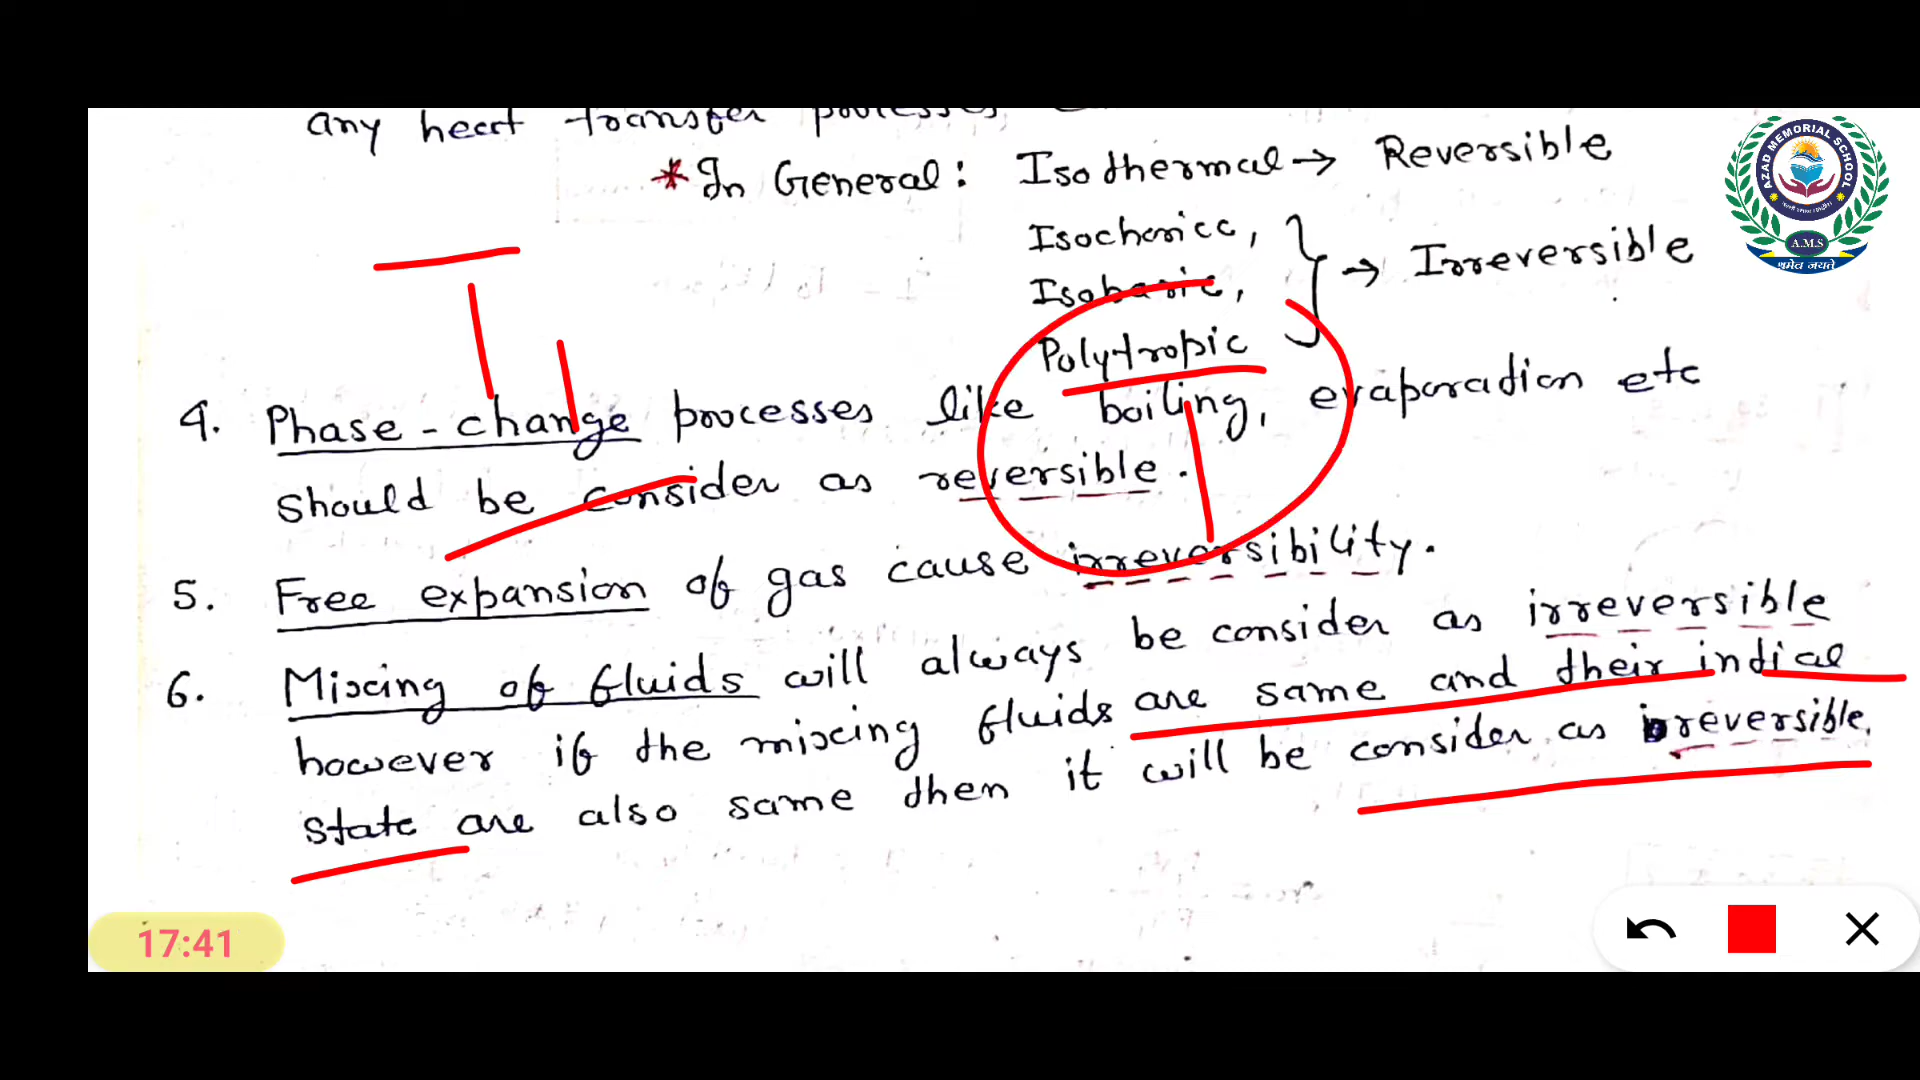 any heat transfer processes
AZAD MEMORIAL SCHOOL
A.M.S
* In General: Isothermal → Reversible
Isochoric,
Isobaric, } → Irreversible
Polytropic
4. Phase-change processes like boiling, evaporation etc
should be consider as reversible.
5. Free expansion of gas cause irreversibility.
6. Mixing of fluids will always be consider as irreversible
however if the mixing fluids are same and their initial
state are also same then it will be consider as reversible.
17:41